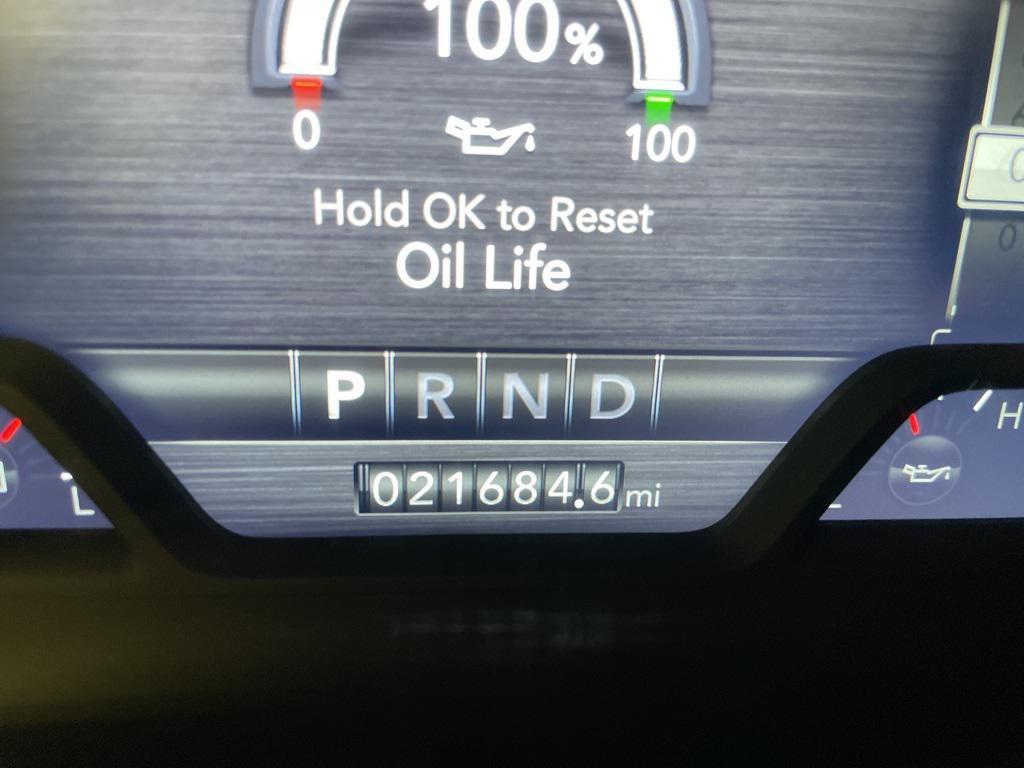 100%
0 100
Hold OK to Reset
Oil Life
P R N D
021684.6 mi
L
H